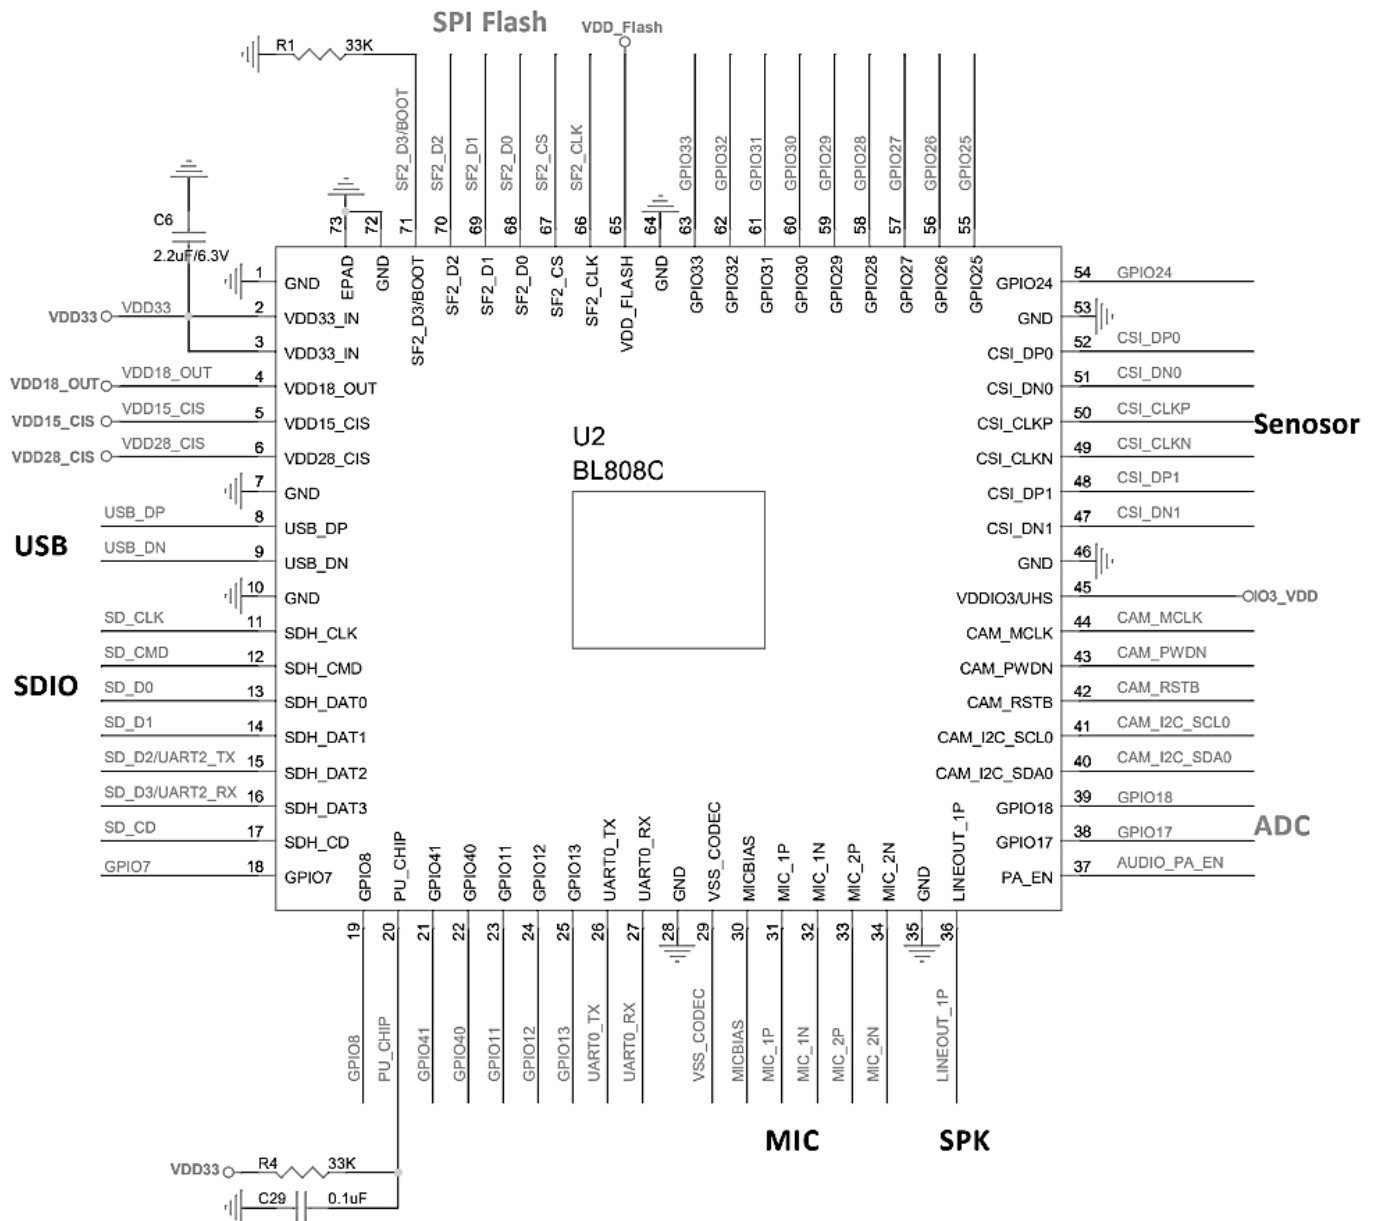 SPI Flash
VDD_Flash
R1 33K
SF2_D3/BOOT
SF2_D2
SF2_D1
SF2_D0
SF2_CS
SF2_CLK
GPIO33
GPIO32
GPIO31
GPIO30
GPIO29
GPIO28
GPIO27
GPIO26
GPIO25
C6
2.2uF/6.3V
73
72
71
70
69
68
67
66
65
64
63
62
61
60
59
58
57
56
55
EPAD
GND
SF2_D3/BOOT
SF2_D2
SF2_D1
SF2_D0
SF2_CS
SF2_CLK
VDD_FLASH
GND
GPIO33
GPIO32
GPIO31
GPIO30
GPIO29
GPIO28
GPIO27
GPIO26
GPIO25
1 GND
VDD33 VDD33 2 VDD33_IN
3 VDD33_IN
VDD18_OUT VDD18_OUT 4 VDD18_OUT
VDD15_CIS VDD15_CIS 5 VDD15_CIS
VDD28_CIS VDD28_CIS 6 VDD28_CIS
7 GND
USB
USB_DP 8 USB_DP
USB_DN 9 USB_DN
10 GND
SDIO
SD_CLK 11 SDH_CLK
SD_CMD 12 SDH_CMD
SD_D0 13 SDH_DAT0
SD_D1 14 SDH_DAT1
SD_D2/UART2_TX 15 SDH_DAT2
SD_D3/UART2_RX 16 SDH_DAT3
SD_CD 17 SDH_CD
GPIO7 18 GPIO7
U2
BL808C
GPIO24 54 GPIO24
GND 53
CSI_DP0 52 CSI_DP0
CSI_DN0 51 CSI_DN0
CSI_CLKP 50 CSI_CLKP
Senosor
CSI_CLKN 49 CSI_CLKN
CSI_DP1 48 CSI_DP1
CSI_DN1 47 CSI_DN1
GND 46
VDDIO3/UHS 45 IO3_VDD
CAM_MCLK 44 CAM_MCLK
CAM_PWDN 43 CAM_PWDN
CAM_RSTB 42 CAM_RSTB
CAM_I2C_SCL0 41 CAM_I2C_SCL0
CAM_I2C_SDA0 40 CAM_I2C_SDA0
GPIO18 39 GPIO18
GPIO17 38 GPIO17
ADC
PA_EN 37 AUDIO_PA_EN
GPIO8
PU_CHIP
GPIO41
GPIO40
GPIO11
GPIO12
GPIO13
UART0_TX
UART0_RX
GND
VSS_CODEC
MICBIAS
MIC_1P
MIC_1N
MIC_2P
MIC_2N
GND
LINEOUT_1P
19
20
21
22
23
24
25
26
27
28
29
30
31
32
33
34
35
36
GPIO8
PU_CHIP
GPIO41
GPIO40
GPIO11
GPIO12
GPIO13
UART0_TX
UART0_RX
VSS_CODEC
MICBIAS
MIC_1P
MIC_1N
MIC_2P
MIC_2N
LINEOUT_1P
MIC
SPK
VDD33 R4 33K
C29 0.1uF